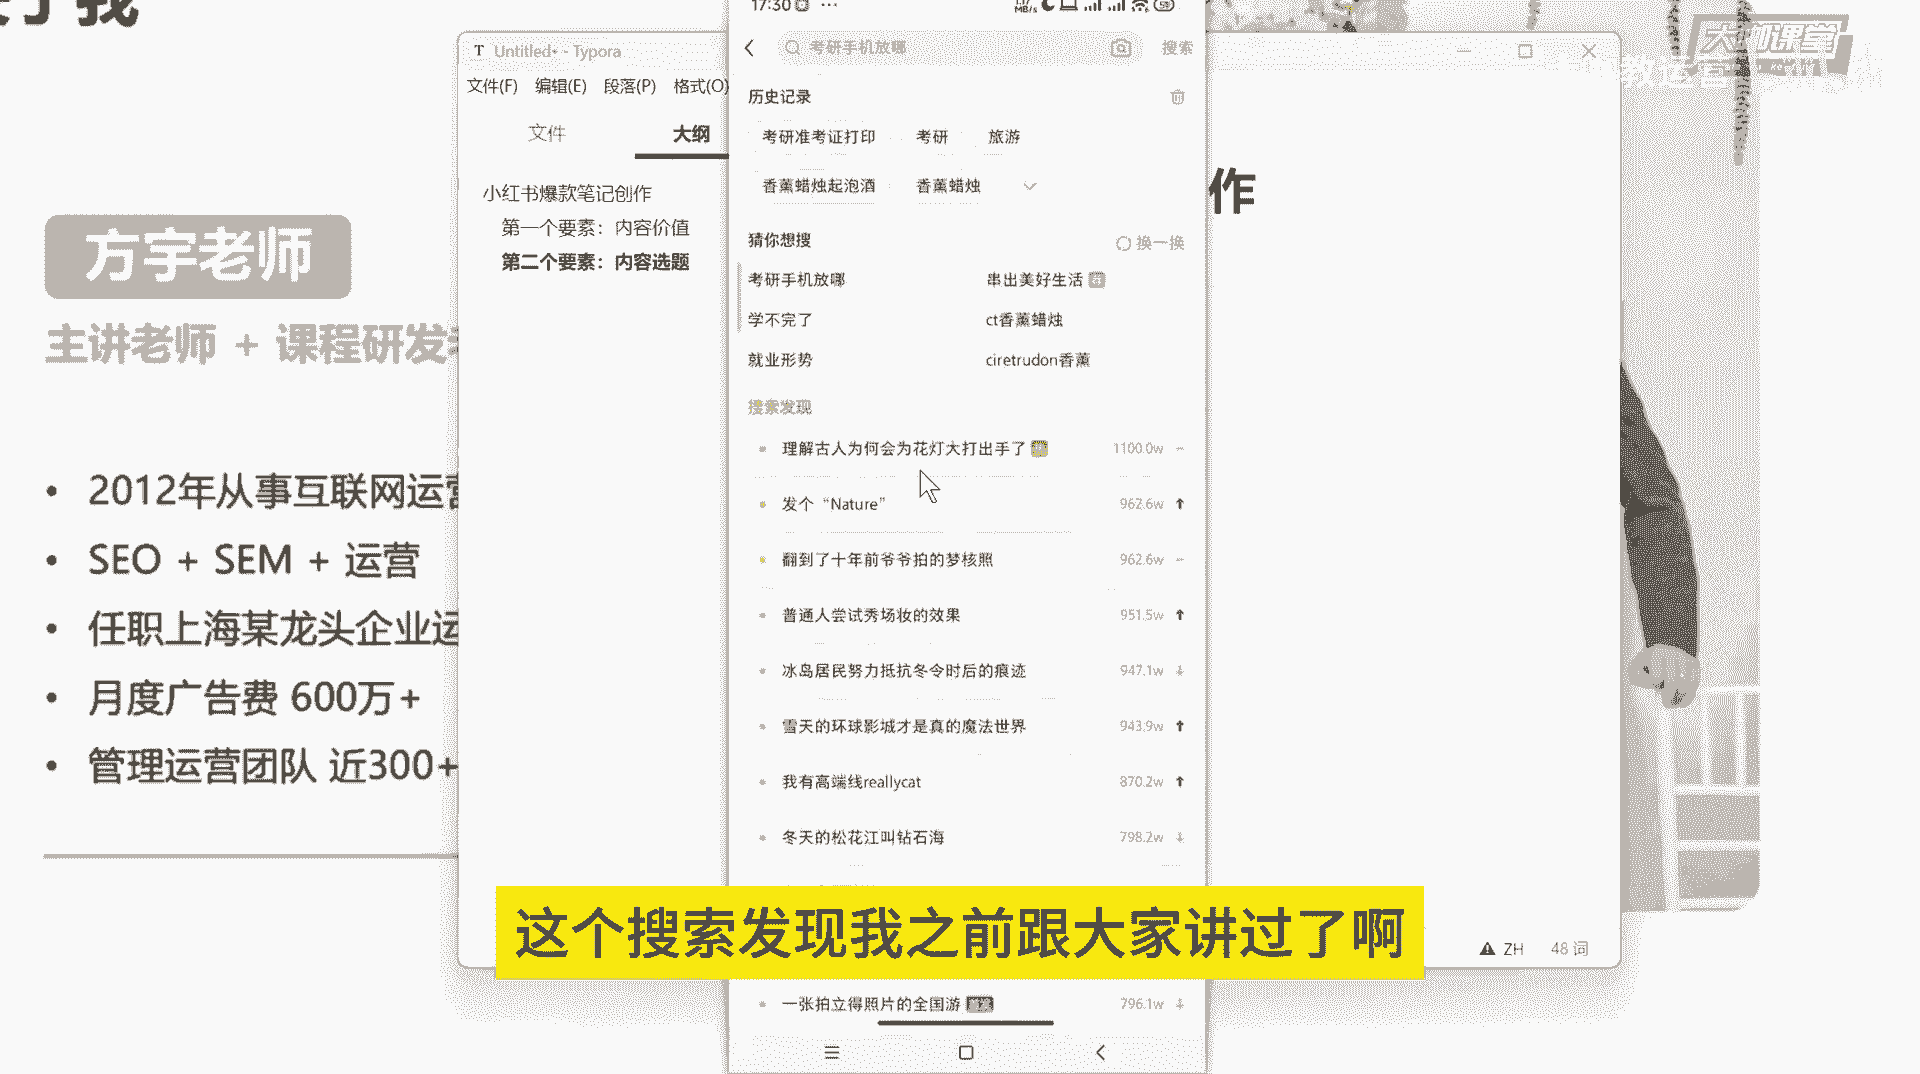 大师课堂
方宇老师
主讲老师 + 课程研发
2012年从事互联网运营
SEO + SEM + 运营
任职上海某龙头企业运
月度广告费 600万+
管理运营团队 近300+
Untitled• - Typora
文件(F) 编辑(E) 段落(P) 格式(O)
文件 大纲
小红书爆款笔记创作
第一个要素：内容价值
第二个要素：内容选题
作
ZH 48 词
17:30
考研手机放哪 搜索
历史记录
考研准考证打印 考研 旅游
香薰蜡烛起泡酒 香薰蜡烛
猜你想搜 换一换
考研手机放哪 串出美好生活
学不完了 ct香薰蜡烛
就业形势 ciretrudon香薰
搜索发现
理解古人为何会为花灯大打出手了 1100.0w
发个“Nature” 962.6w
翻到了十年前爷爷拍的梦核照 962.6w
普通人尝试秀场妆的效果 951.5w
冰岛居民努力抵抗冬令时后的痕迹 947.1w
雪天的环球影城才是真的魔法世界 943.9w
我有高端线reallycat 870.2w
冬天的松花江叫钻石海 798.2w
这个搜索发现我之前跟大家讲过了啊
一张拍立得照片的全国游 796.1w